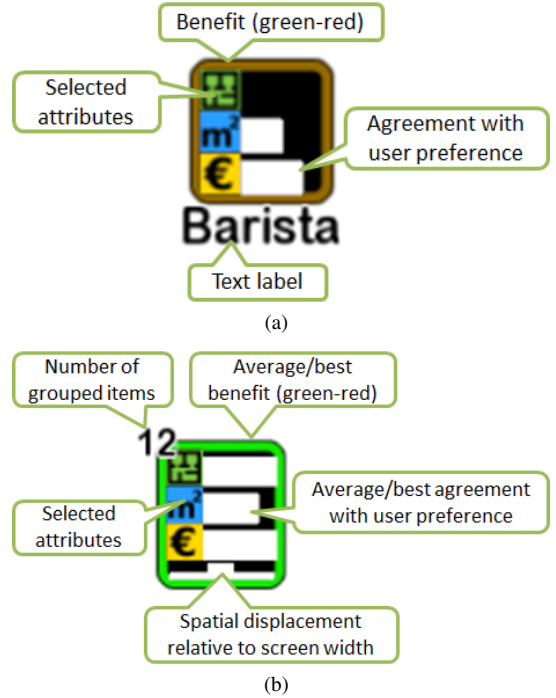 Benefit (green-red)
Selected
attributes
m²
Agreement with
user preference
€
Barista
Text label
(a)
Number of
grouped items
Average/best
benefit (green-red)
12
Selected
attributes
m²
Average/best agreement
with user preference
€
Spatial displacement
relative to screen width
(b)